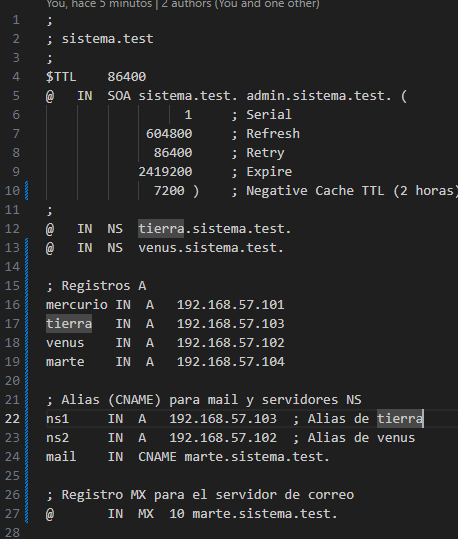 You, hace 5 minutos | 2 authors (You and one other)
1 ;
2 ; sistema.test
3 ;
4 $TTL 86400
5 @ IN SOA sistema.test. admin.sistema.test. (
6 1 ; Serial
7 604800 ; Refresh
8 86400 ; Retry
9 2419200 ; Expire
10 7200 ) ; Negative Cache TTL (2 horas)
11 ;
12 @ IN NS tierra.sistema.test.
13 @ IN NS venus.sistema.test.
14
15 ; Registros A
16 mercurio IN A 192.168.57.101
17 tierra IN A 192.168.57.103
18 venus IN A 192.168.57.102
19 marte IN A 192.168.57.104
20
21 ; Alias (CNAME) para mail y servidores NS
22 ns1 IN A 192.168.57.103 ; Alias de tierra
23 ns2 IN A 192.168.57.102 ; Alias de venus
24 mail IN CNAME marte.sistema.test.
25
26 ; Registro MX para el servidor de correo
27 @ IN MX 10 marte.sistema.test.
28